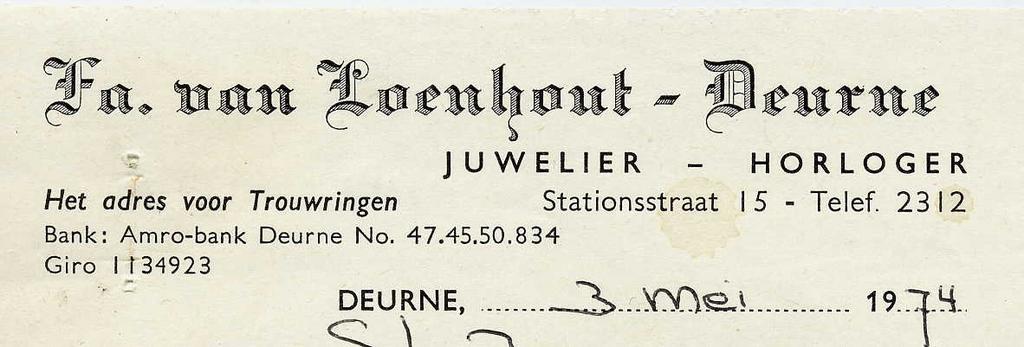 Fa. van Loenhout - Deurne
JUWELIER - HORLOGER
Het adres voor Trouwringen Stationsstraat 15 - Telef. 2312
Bank: Amro-bank Deurne No. 47.45.50.834
Giro 1134923
DEURNE, 3 Mei 1974